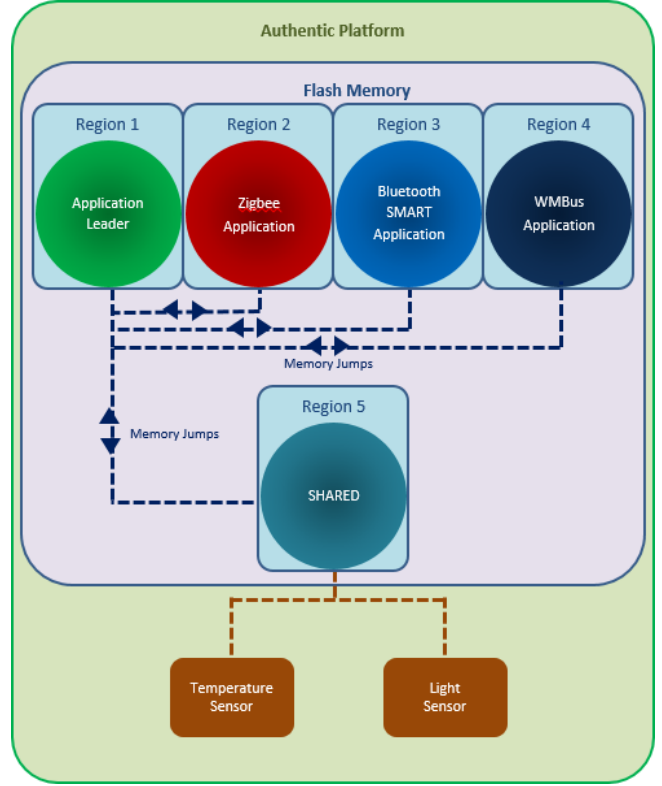 Authentic Platform
Flash Memory
Region 1
Region 2
Region 3
Region 4
Application
Leader
Zigbee
Application
Bluetooth
SMART
Application
WMBus
Application
Memory Jumps
Memory Jumps
Region 5
SHARED
Temperature
Sensor
Light
Sensor